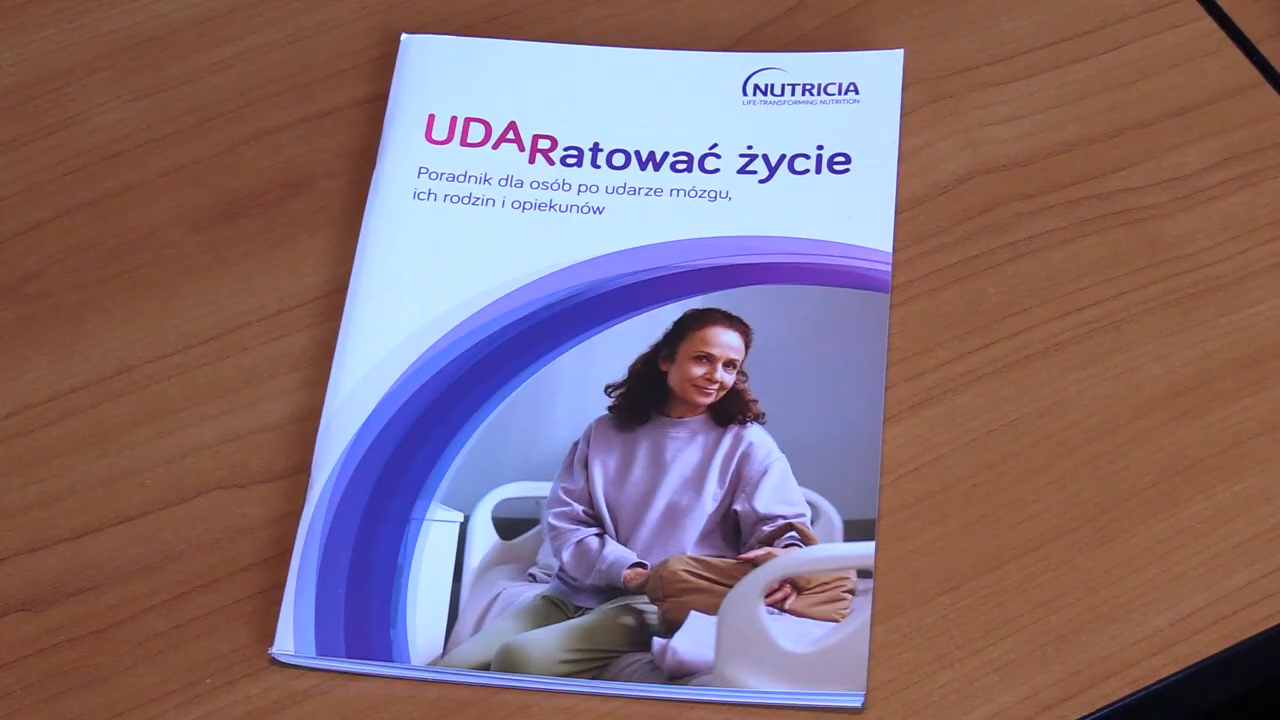 NUTRICIA
LIFE-TRANSFORMING NUTRITION
UDARatować życie
Poradnik dla osób po udarze mózgu,
ich rodzin i opiekunów